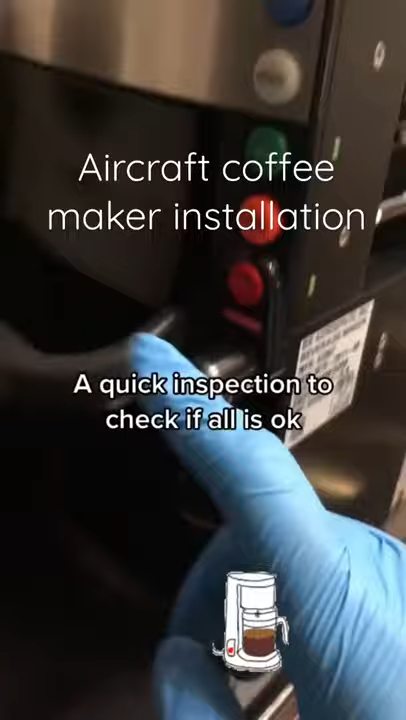 Aircraft coffee
maker installation
A quick inspection to
check if all is ok